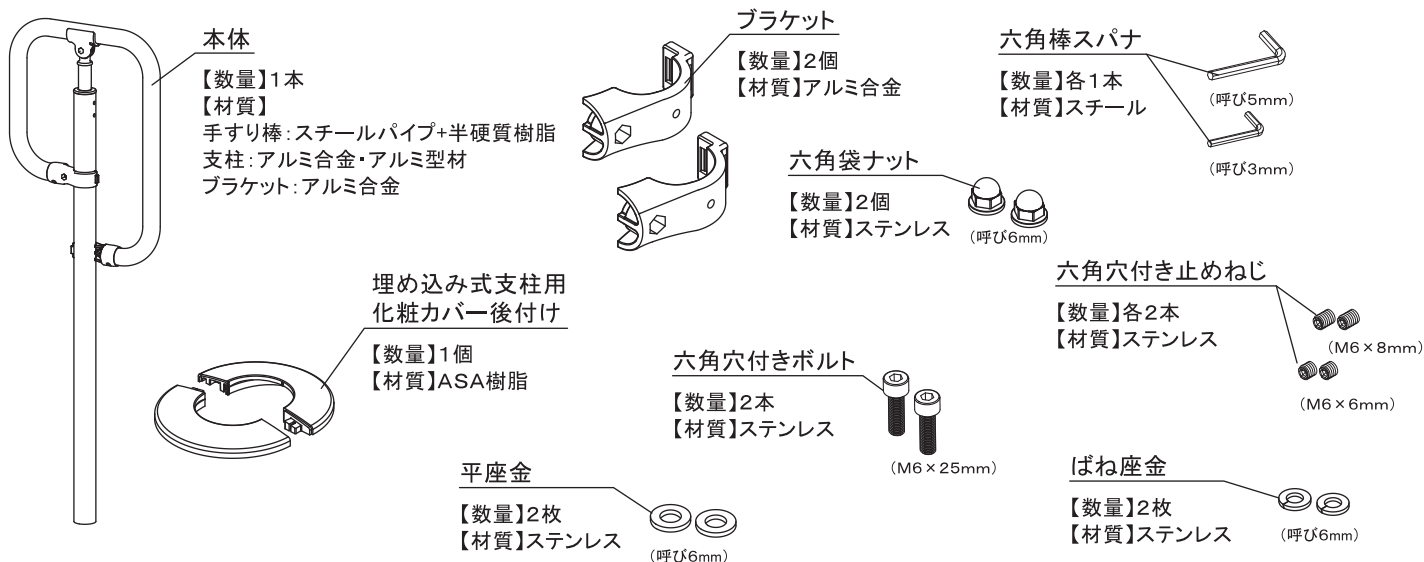 本体
【数量】1本
【材質】
手すり棒：スチールパイプ+半硬質樹脂
支柱：アルミ合金・アルミ型材
ブラケット：アルミ合金
ブラケット
【数量】2個
【材質】アルミ合金
六角棒スパナ
【数量】各1本
【材質】スチール
(呼び5mm)
(呼び3mm)
六角袋ナット
【数量】2個
【材質】ステンレス
(呼び6mm)
埋め込み式支柱用
化粧カバー後付け
【数量】1個
【材質】ASA樹脂
六角穴付き止めねじ
【数量】各2本
【材質】ステンレス
(M6×8mm)
(M6×6mm)
六角穴付きボルト
【数量】2本
【材質】ステンレス
(M6×25mm)
平座金
【数量】2枚
【材質】ステンレス
(呼び6mm)
ばね座金
【数量】2枚
【材質】ステンレス
(呼び6mm)